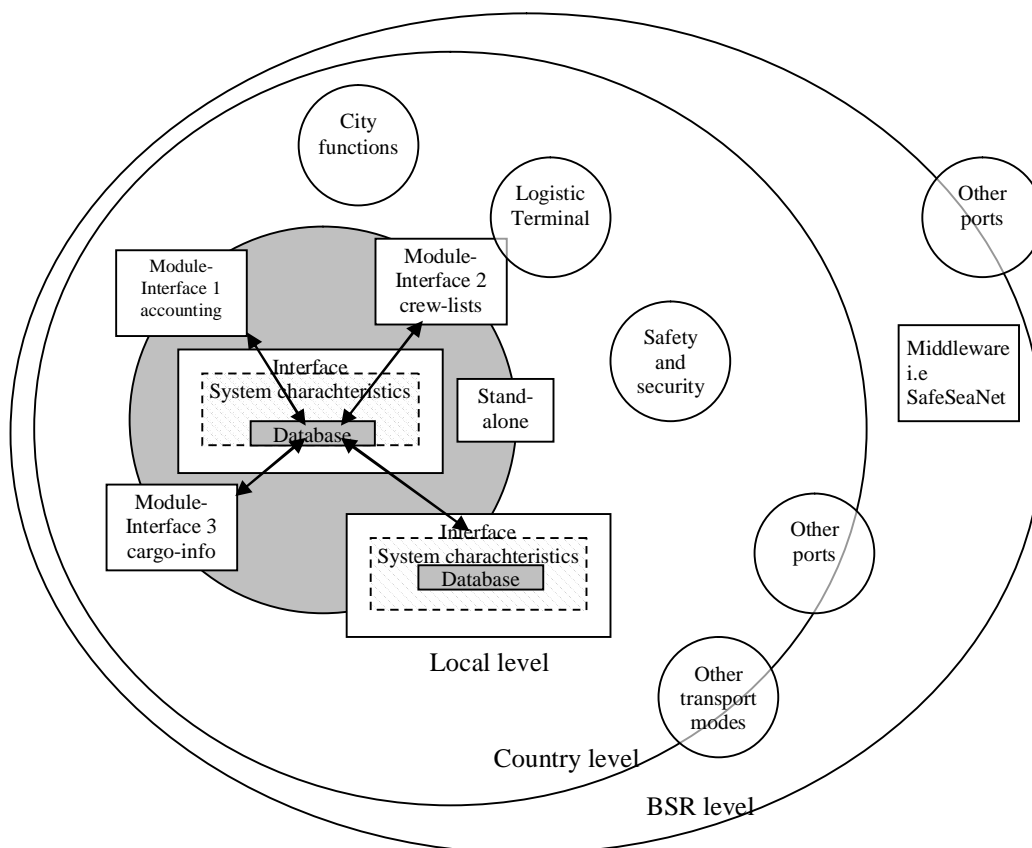 City
functions
Logistic
Terminal
Other
ports
Module-
Interface 1
accounting
Module-
Interface 2
crew-lists
Safety
and
security
Middleware
i.e
SafeSeaNet
Interface
System charachteristics
Database
Stand-
alone
Module-
Interface 3
cargo-info
Interface
System charachteristics
Database
Other
ports
Local level
Other
transport
modes
Country level
BSR level